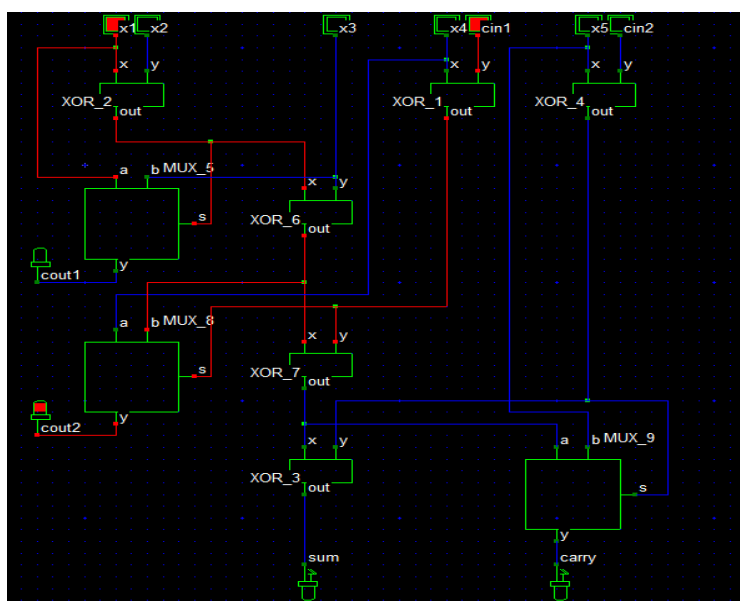 x1 x2 x3 x4 cin1 x5 cin2
x y x y x y
XOR_2 XOR_1 XOR_4
out out out
a b MUX_5
x y
s
XOR_6
out
y
cout1
a b MUX_8
x y
s
XOR_7
out
y
cout2
x y a b MUX_9
XOR_3
out s
y
sum carry